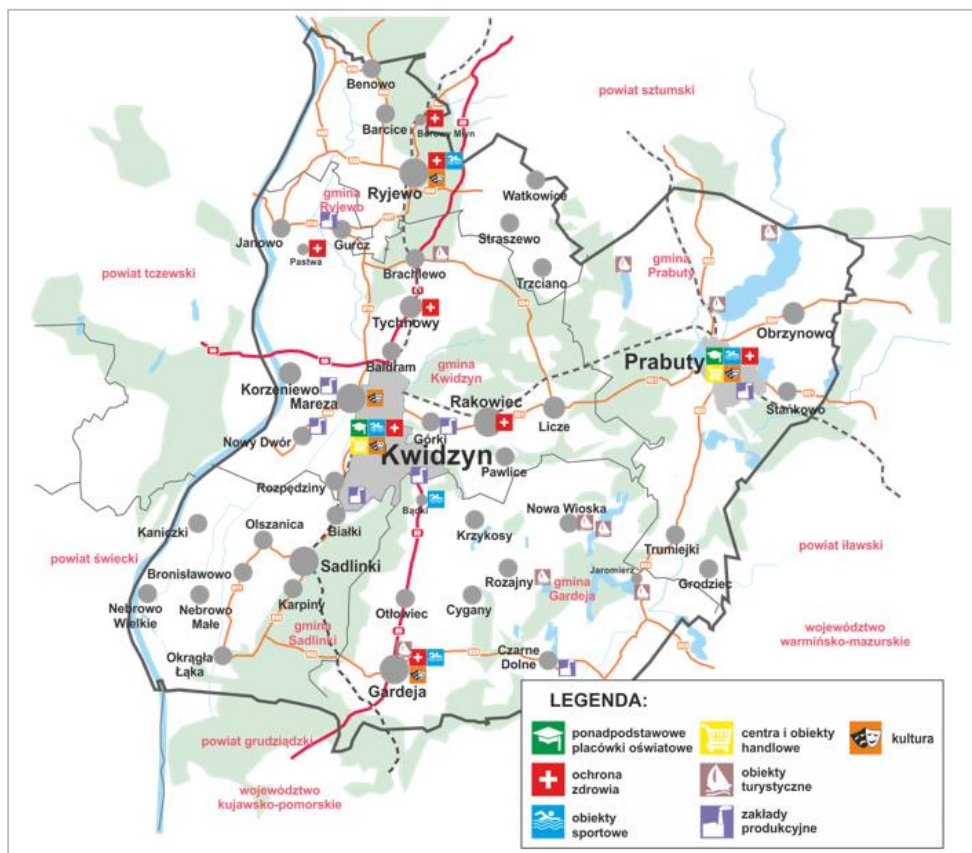 powiat sztumski
Benowo
Barcice
Borowy Młyn
Ryjewo
gmina
Ryjewo
Watkowice
Straszewo
Janowo
Gurcz
Pastwa
Brachlewo
Trzciano
gmina
Prabuty
powiat tczewski
Tychnowy
Obrzynowo
Baldram
gmina
Kwidzyn
Prabuty
Korzeniewo
Mareza
Rakowiec
Stańkowo
Nowy Dwór
Górki
Licze
Kwidzyn
Pawlice
Rozpędziny
Bądki
Kaniczki
Olszanica
Białki
Krzykosy
Nowa Wioska
powiat świecki
Sadlinki
Trumiejki
powiat iławski
Bronisławowo
Rozajny
gmina
Gardeja
Jaromierz
Grodziec
Nebrowo
Wielkie
Nebrowo
Małe
Karpiny
Otłowiec
Cygany
gmina
Sadlinki
województwo
warmińsko-mazurskie
Okrągła
Łąka
Czarne
Dolne
Gardeja
powiat grudziądzki
województwo
kujawsko-pomorskie
LEGENDA:
ponadpodstawowe
placówki oświatowe
centra i obiekty
handlowe
kultura
ochrona
zdrowia
obiekty
turystyczne
obiekty
sportowe
zakłady
produkcyjne